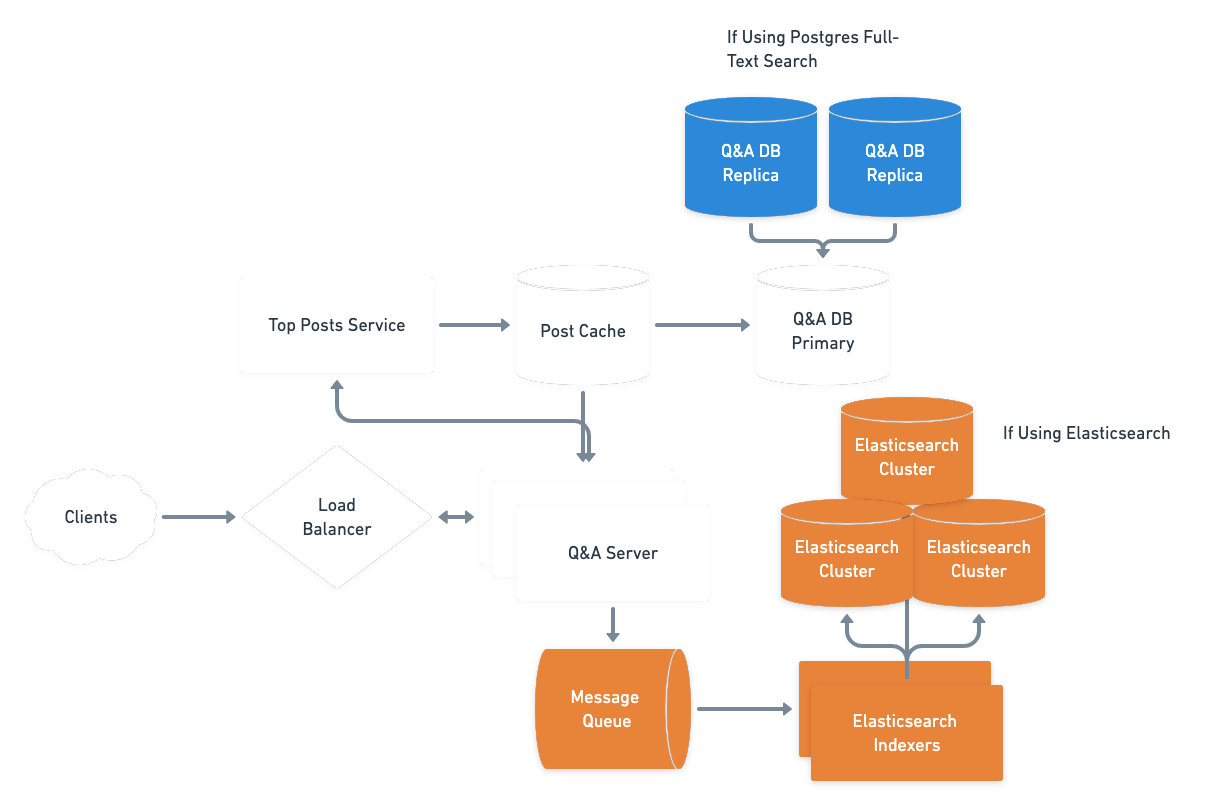 If Using Postgres Full-
Text Search
Q&A DB
Replica
Q&A DB
Replica
Top Posts Service
Post Cache
Q&A DB
Primary
Elasticsearch
Cluster
If Using Elasticsearch
Clients
Load
Balancer
Q&A Server
Elasticsearch
Cluster
Elasticsearch
Cluster
Message
Queue
Elasticsearch
Indexers